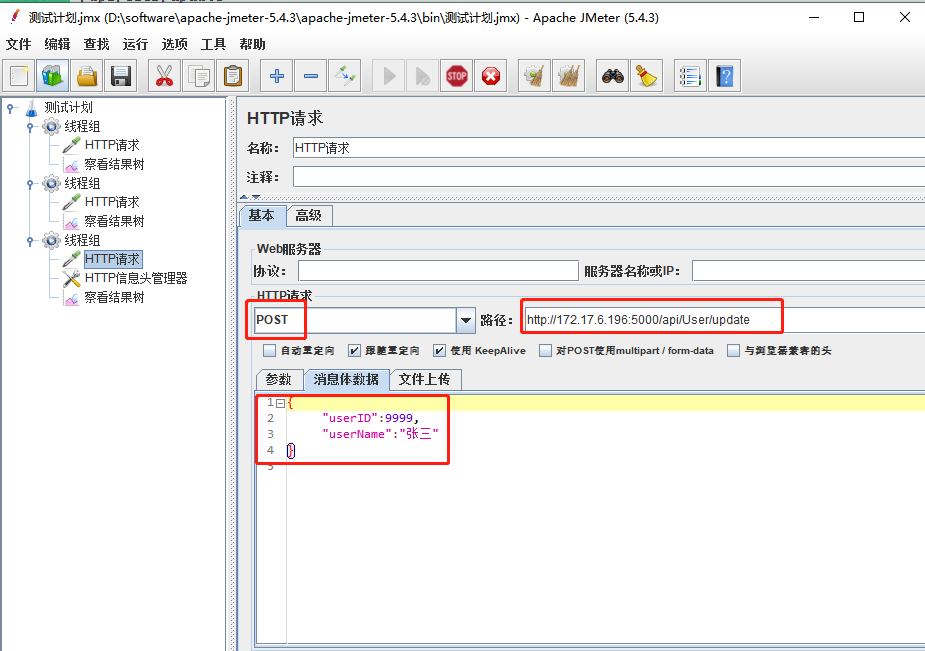 测试计划.jmx (D:\software\apache-jmeter-5.4.3\apache-jmeter-5.4.3\bin\测试计划.jmx) - Apache JMeter (5.4.3)
文件 编辑 查找 运行 选项 工具 帮助
STOP
测试计划
线程组
HTTP请求
察看结果树
线程组
HTTP请求
察看结果树
线程组
HTTP请求
HTTP信息头管理器
察看结果树
HTTP请求
名称： HTTP请求
注释：
基本 高级
Web服务器
协议： 服务器名称或IP：
HTTP请求
POST 路径： http://172.17.6.196:5000/api/User/update
自动重定向 跟随重定向 使用 KeepAlive 对POST使用multipart / form-data 与浏览器兼容的头
参数 消息体数据 文件上传
1 {
2 "userID":9999,
3 "userName":"张三"
4 }
5